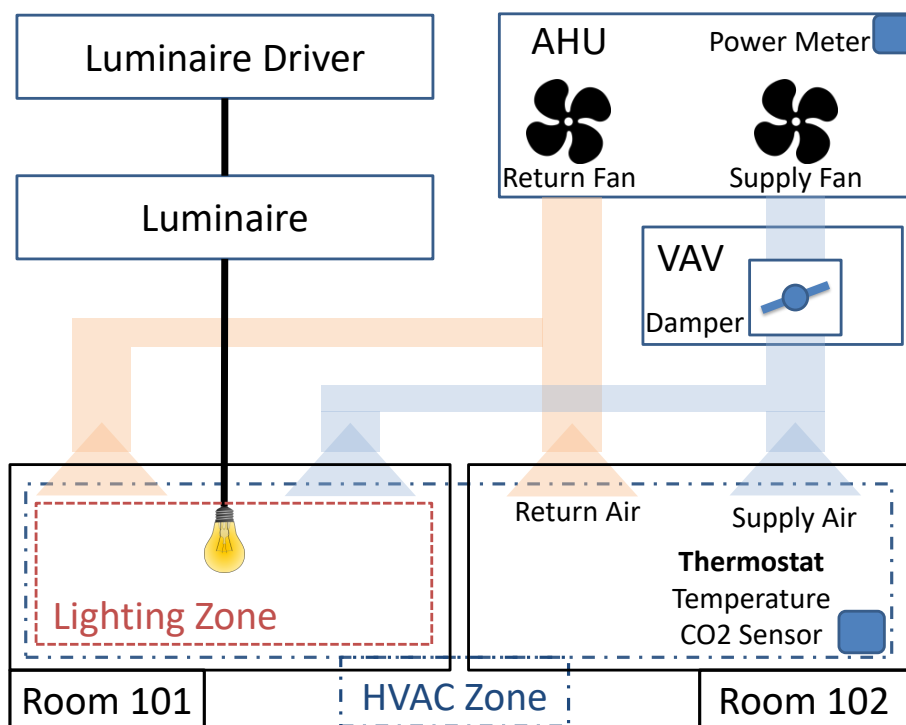 Luminaire Driver
Luminaire
AHU
Power Meter
Return Fan
Supply Fan
VAV
Damper
Return Air
Supply Air
Thermostat
Temperature
CO2 Sensor
Lighting Zone
Room 101
HVAC Zone
Room 102